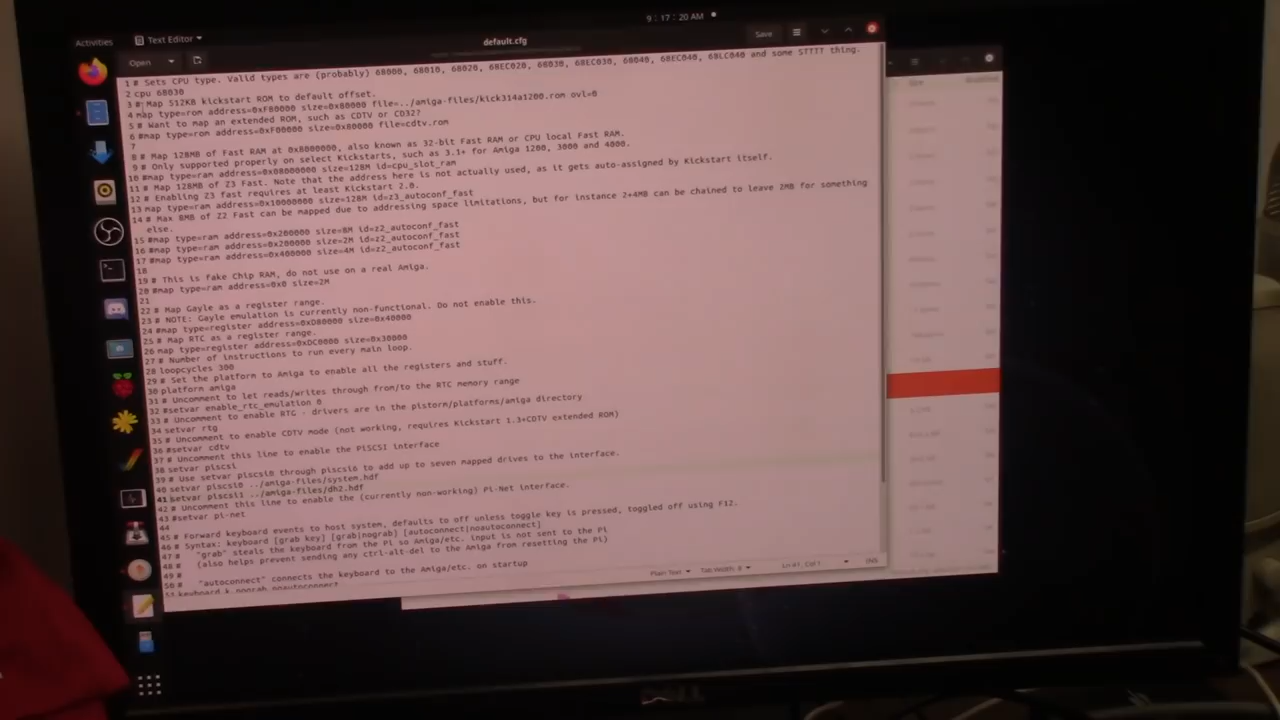 9:17:20 AM
Activities
Text Editor
Open
default.cfg
Save
1 # Sets CPU type. Valid types are (probably) 68000, 68010, 68020, 68EC020, 68030, 68EC030, 68040, 68EC040, 68LC040 and some STTTT thing.
2 cpu 68030
3 # Map 512KB kickstart ROM to default offset.
4 map type=rom address=0xF80000 size=0x80000 file=../amiga-files/kick314a1200.rom ovl=0
5 # Want to map an extended ROM, such as CDTV or CD32?
6 #map type=rom address=0xF00000 size=0x80000 file=cdtv.rom
7
8 # Map 128MB of Fast RAM at 0x8000000, also known as 32-bit Fast RAM or CPU local Fast RAM.
9 # Only supported properly on select Kickstarts, such as 3.1+ for Amiga 1200, 3000 and 4000.
10 #map type=ram address=0x08000000 size=128M id=cpu_slot_ram
11 # Map 128MB of Z3 Fast. Note that the address here is not actually used, as it gets auto-assigned by Kickstart itself.
12 # Enabling Z3 fast requires at least Kickstart 2.0.
13 map type=ram address=0x10000000 size=128M id=z3_autoconf_fast
14 # Max 8MB of Z2 Fast can be mapped due to addressing space limitations, but for instance 2+4MB can be chained to leave 2MB for something
else.
15 #map type=ram address=0x200000 size=8M id=z2_autoconf_fast
16 #map type=ram address=0x200000 size=2M id=z2_autoconf_fast
17 #map type=ram address=0x400000 size=4M id=z2_autoconf_fast
18
19 # This is fake Chip RAM, do not use on a real Amiga.
20 #map type=ram address=0x0 size=2M
21
22 # Map Gayle as a register range.
23 # NOTE: Gayle emulation is currently non-functional. Do not enable this.
24 #map type=register address=0xD80000 size=0x40000
25 # Map RTC as a register range.
26 map type=register address=0xDC0000 size=0x30000
27 # Number of instructions to run every main loop.
28 loopcycles 300
29 # Set the platform to Amiga to enable all the registers and stuff.
30 platform amiga
31 # Uncomment to let reads/writes through from/to the RTC memory range
32 #setvar enable_rtc_emulation 0
33 # Uncomment to enable RTG - drivers are in the pistorm/platforms/amiga directory
34 setvar rtg
35 # Uncomment to enable CDTV mode (not working, requires Kickstart 1.3+CDTV extended ROM)
36 #setvar cdtv
37 # Uncomment this line to enable the PiSCSI interface
38 setvar piscsi
39 # Use setvar piscsi0 through piscsi6 to add up to seven mapped drives to the interface.
40 setvar piscsi0 ../amiga-files/system.hdf
41 setvar piscsi1 ../amiga-files/dh2.hdf
42 # Uncomment this line to enable the (currently non-working) Pi-Net interface.
43 #setvar pi-net
44
45 # Forward keyboard events to host system, defaults to off unless toggle key is pressed, toggled off using F12.
46 # Syntax: keyboard [grab key] [grab|nograb] [autoconnect|noautoconnect]
47 # "grab" steals the keyboard from the Pi so Amiga/etc. input is not sent to the Pi
48 # (also helps prevent sending any ctrl-alt-del to the Amiga from resetting the Pi)
49 #
50 # "autoconnect" connects the keyboard to the Amiga/etc. on startup
51 keyboard k nograb noautoconnect
Plain Text
Tab Width: 8
Ln 41, Col 1
INS
Size
Modified
DELL